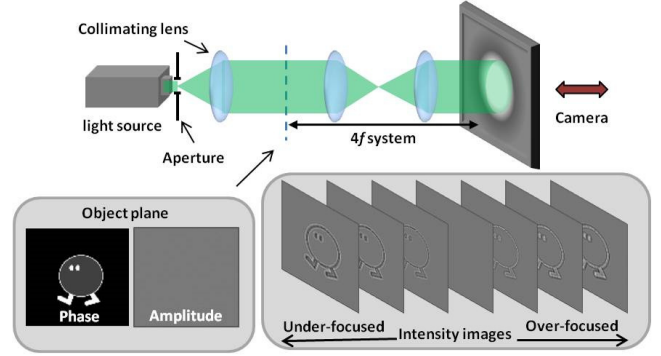 Collimating lens
light source
Aperture
4f system
Camera
Object plane
Phase
Amplitude
Under-focused
Intensity images
Over-focused